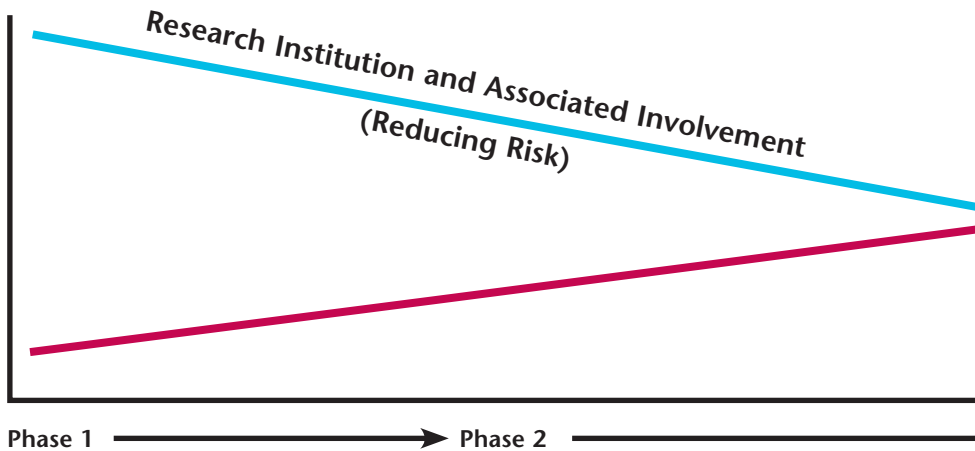 Research Institution and Associated Involvement
(Reducing Risk)
Phase 1 Phase 2